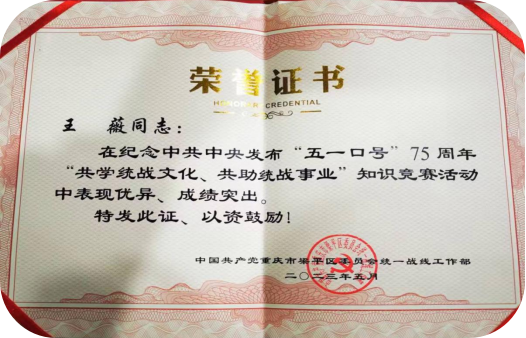 荣誉证书
HONORARY CREDENTIAL
王 薇同志：
在纪念中共中央发布“五一口号”75周年
“共学统战文化、共助统战事业”知识竞赛活动
中表现优异、成绩突出。
特发此证、以资鼓励！
中国共产党重庆市梁平区委员会统一战线工作部
二〇二三年五月